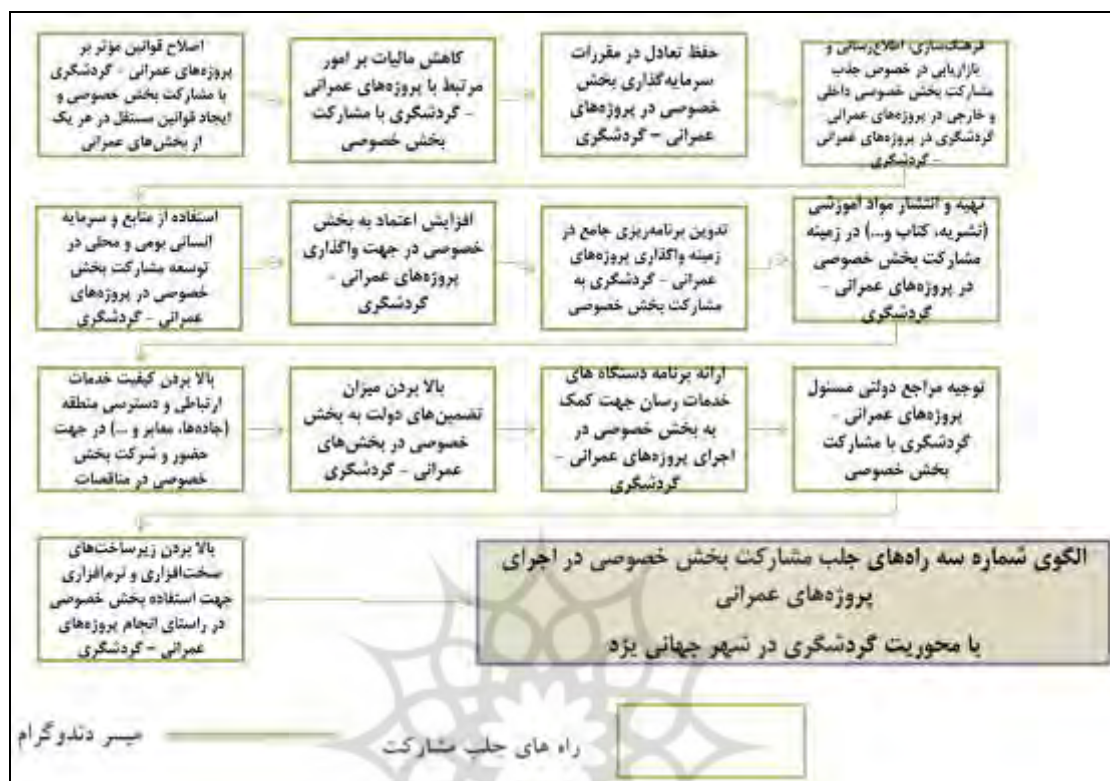 اصلاح قوانین مؤثر بر
پروژه‌های عمرانی - گردشگری
با مشارکت بخش خصوصی و
ایجاد قوانین مستقل در هر یک
از بخش‌های عمرانی
کاهش مالیات بر امور
مرتبط با پروژه‌های عمرانی
- گردشگری با مشارکت
بخش خصوصی
حفظ تعادل در مقررات
سرمایه‌گذاری بخش
خصوصی در پروژه‌های
عمرانی – گردشگری
فرهنگ‌سازی، اطلاع‌رسانی و
بازاریابی در خصوص جذب
مشارکت بخش خصوصی داخلی
و خارجی در پروژه‌های عمرانی -
گردشگری در پروژه‌های عمرانی
- گردشگری
استفاده از منابع و سرمایه
انسانی بومی و محلی در
توسعه مشارکت بخش
خصوصی در پروژه‌های
عمرانی - گردشگری
افزایش اعتماد به بخش
خصوصی در جهت واگذاری
پروژه‌های عمرانی -
گردشگری
تدوین برنامه‌ریزی جامع در
زمینه واگذاری پروژه‌های
عمرانی - گردشگری به
مشارکت بخش خصوصی
تهیه و انتشار مواد آموزشی
(نشریه، کتاب و...) در زمینه
مشارکت بخش خصوصی
در پروژه‌های عمرانی –
گردشگری
بالا بردن کیفیت خدمات
ارتباطی و دسترسی منطقه
(جاده‌ها، معابر و ...) در جهت
حضور و شرکت بخش
خصوصی در مناقصات
بالا بردن میزان
تضمین‌های دولت به بخش
خصوصی در بخش‌های
عمرانی - گردشگری
ارائه برنامه دستگاه های
خدمات رسان جهت کمک
به بخش خصوصی در
اجرای پروژه‌های عمرانی –
گردشگری
توجیه مراجع دولتی مسئول
پروژه‌های عمرانی -
گردشگری با مشارکت
بخش خصوصی
بالا بردن زیرساخت‌های
سخت‌افزاری و نرم‌افزاری
جهت استفاده بخش خصوصی
در راستای انجام پروژه‌های
عمرانی - گردشگری
الگوی شماره سه راه‌های جلب مشارکت بخش خصوصی در اجرای
پروژه‌های عمرانی
با محوریت گردشگری در شهر جهانی یزد
راه های جلب مشارکت
میسر دندوگرام